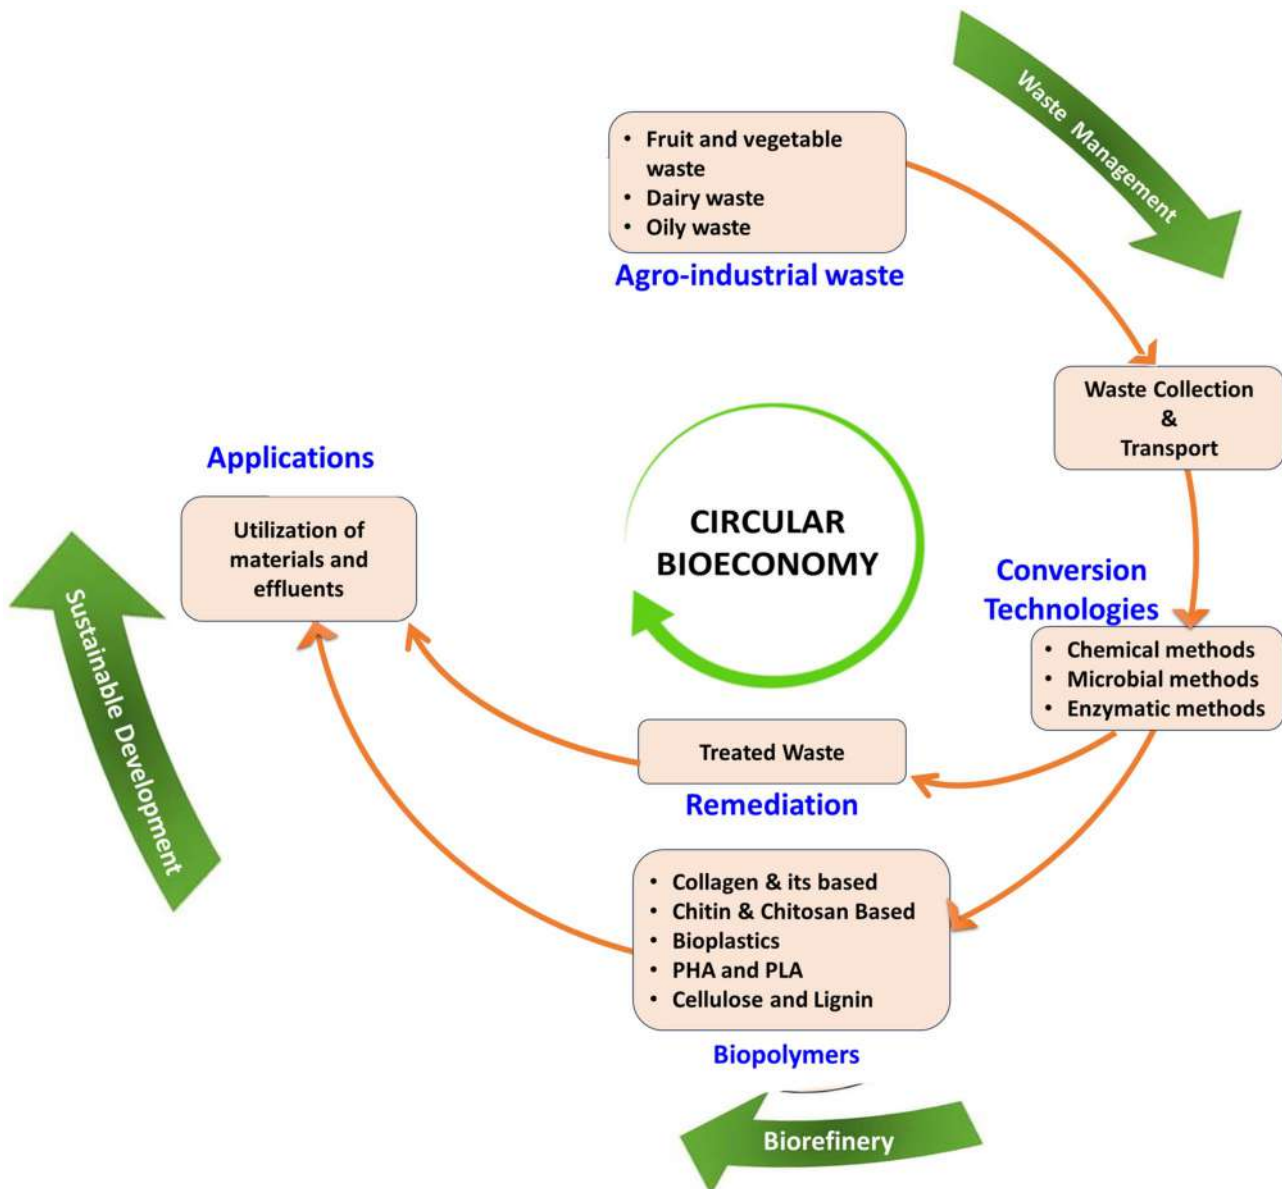 Waste Management
• Fruit and vegetable
waste
• Dairy waste
• Oily waste
Agro-industrial waste
Waste Collection
&
Transport
Applications
Utilization of
materials and
effluents
CIRCULAR
BIOECONOMY
Conversion
Technologies
• Chemical methods
• Microbial methods
• Enzymatic methods
Sustainable Development
Treated Waste
Remediation
• Collagen & its based
• Chitin & Chitosan Based
• Bioplastics
• PHA and PLA
• Cellulose and Lignin
Biopolymers
Biorefinery